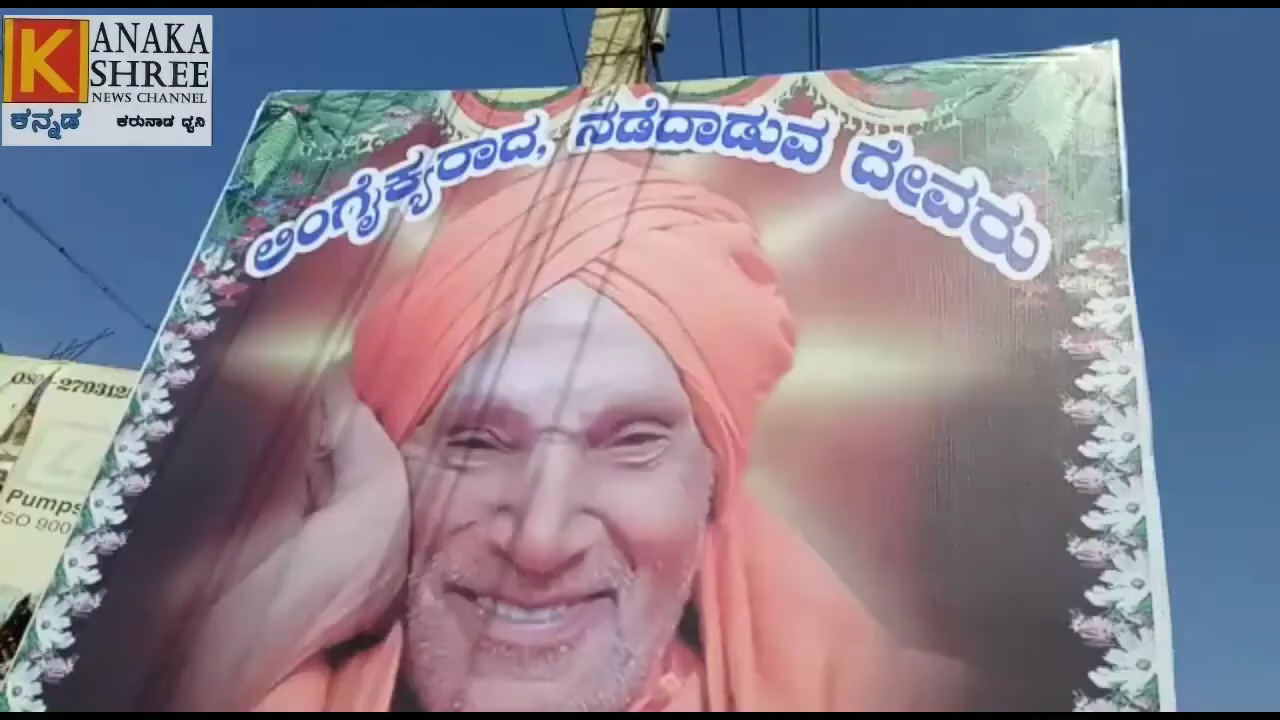 KANAKA
SHREE
NEWS CHANNEL
ಕನ್ನಡ ಕರುನಾಡ ಧ್ವನಿ
ಲಿಂಗೈಕ್ಯರಾದ, ನಡೆದಾಡುವ ದೇವರು
Pumps